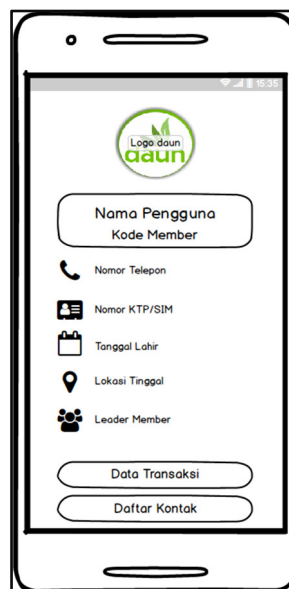 15:35
Logo daun
daun
Nama Pengguna
Kode Member
Nomor Telepon
Nomor KTP/SIM
Tanggal Lahir
Lokasi Tinggal
Leader Member
Data Transaksi
Daftar Kontak